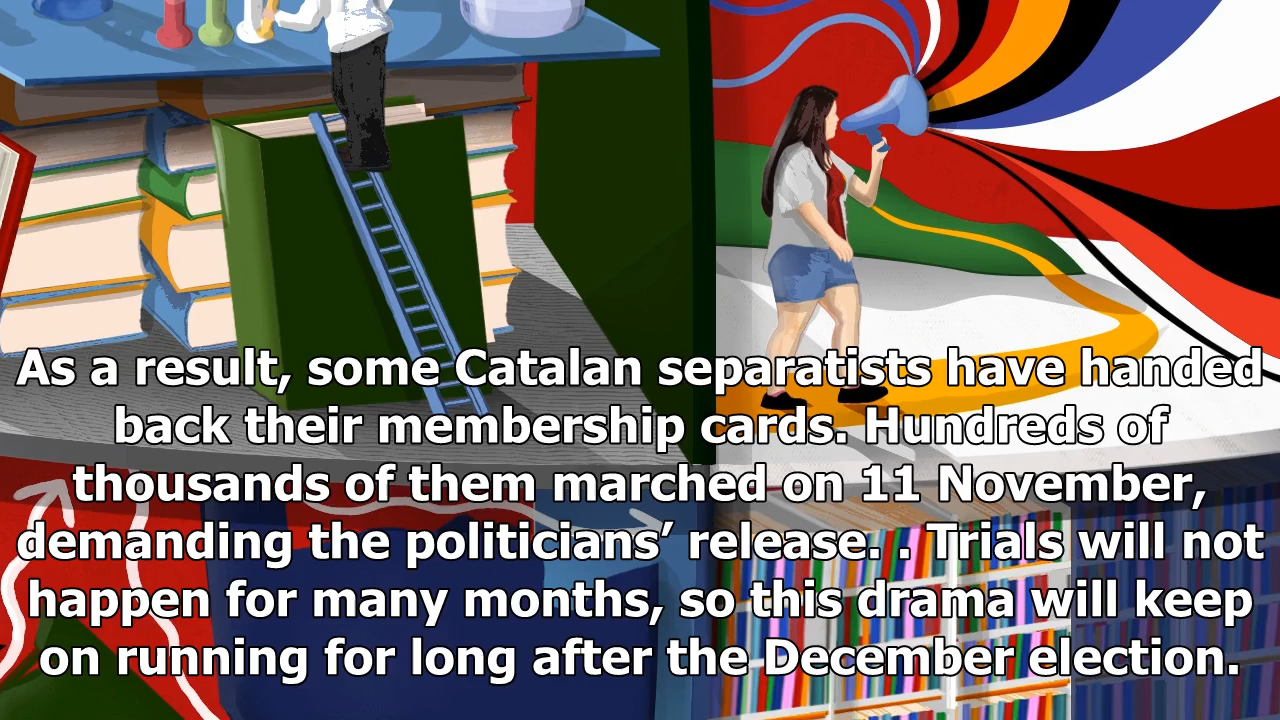 As a result, some Catalan separatists have handed
back their membership cards. Hundreds of
thousands of them marched on 11 November,
demanding the politicians’ release. . Trials will not
happen for many months, so this drama will keep
on running for long after the December election.